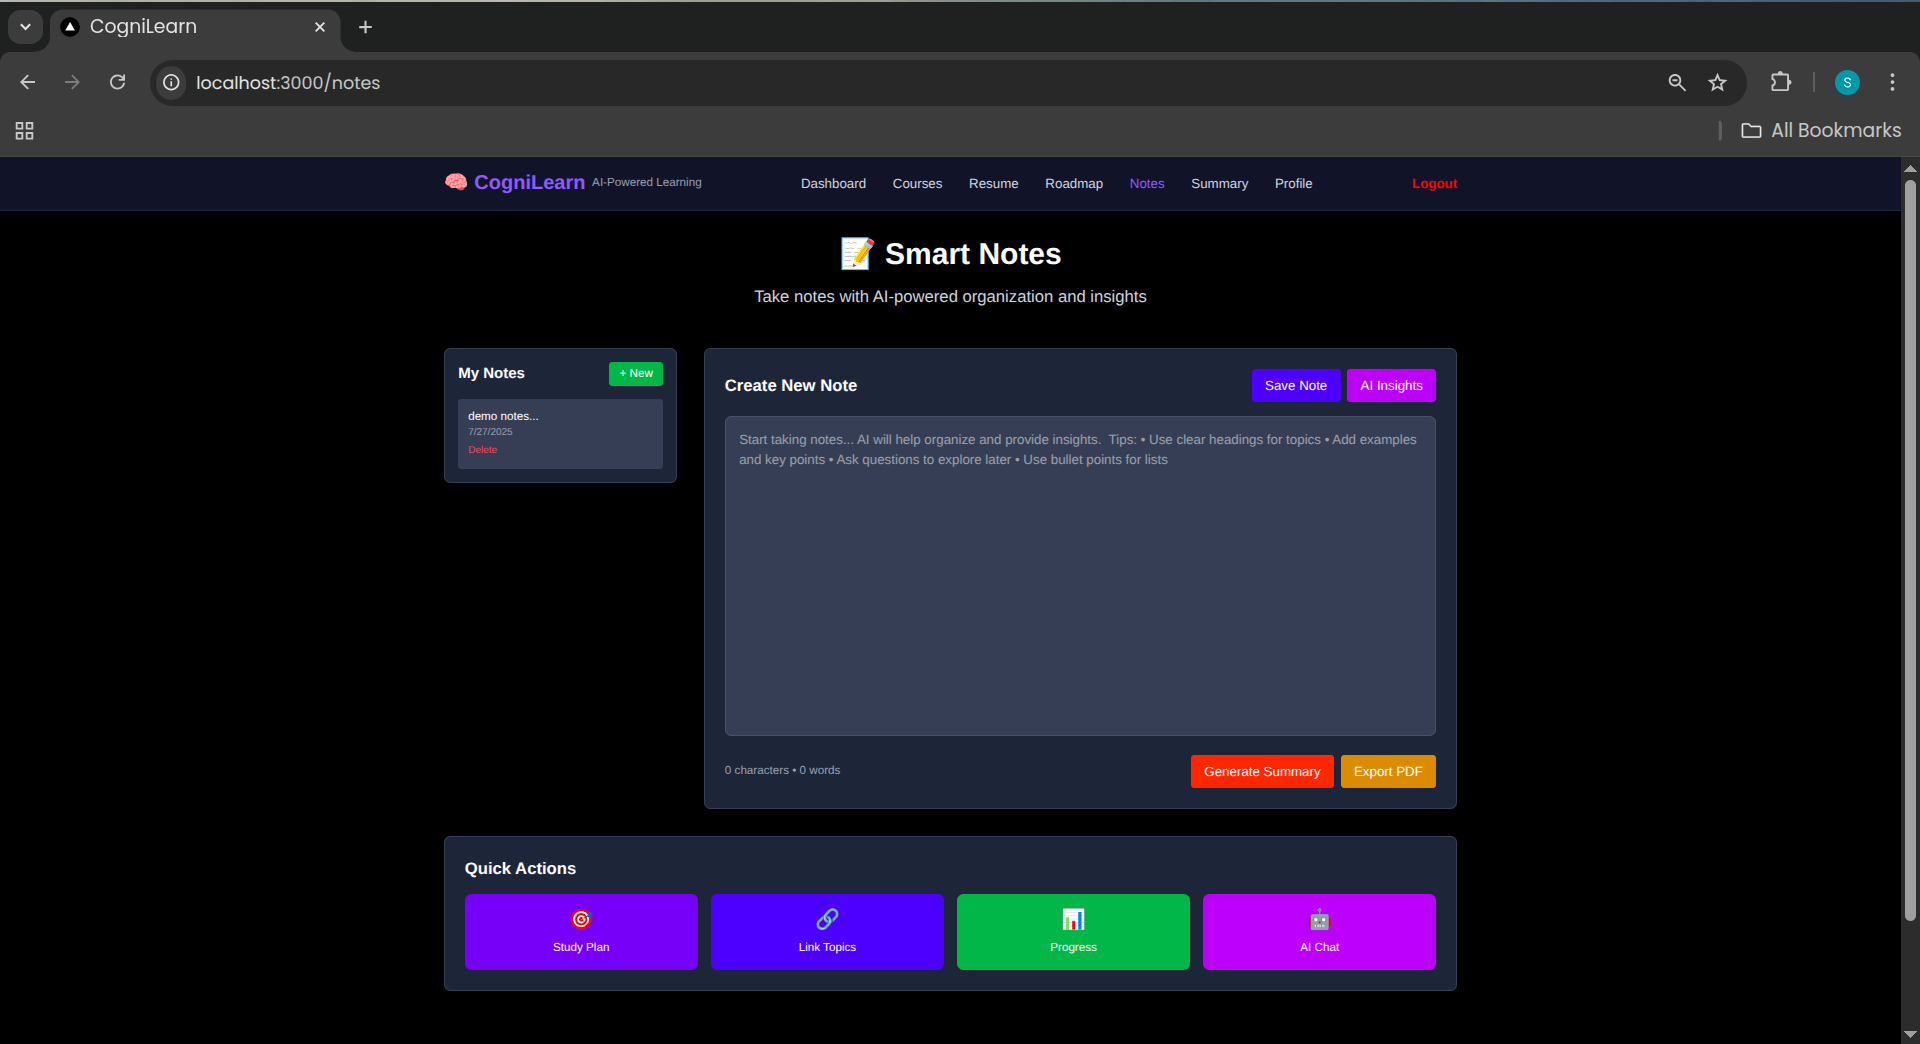 CogniLearn
localhost:3000/notes
S
All Bookmarks
CogniLearn AI-Powered Learning Dashboard Courses Resume Roadmap Notes Summary Profile Logout
Smart Notes
Take notes with AI-powered organization and insights
My Notes + New
demo notes...
7/27/2025
Delete
Create New Note Save Note AI Insights
Start taking notes... AI will help organize and provide insights.  Tips: • Use clear headings for topics • Add examples
and key points • Ask questions to explore later • Use bullet points for lists
0 characters • 0 words Generate Summary Export PDF
Quick Actions
Study Plan Link Topics Progress AI Chat